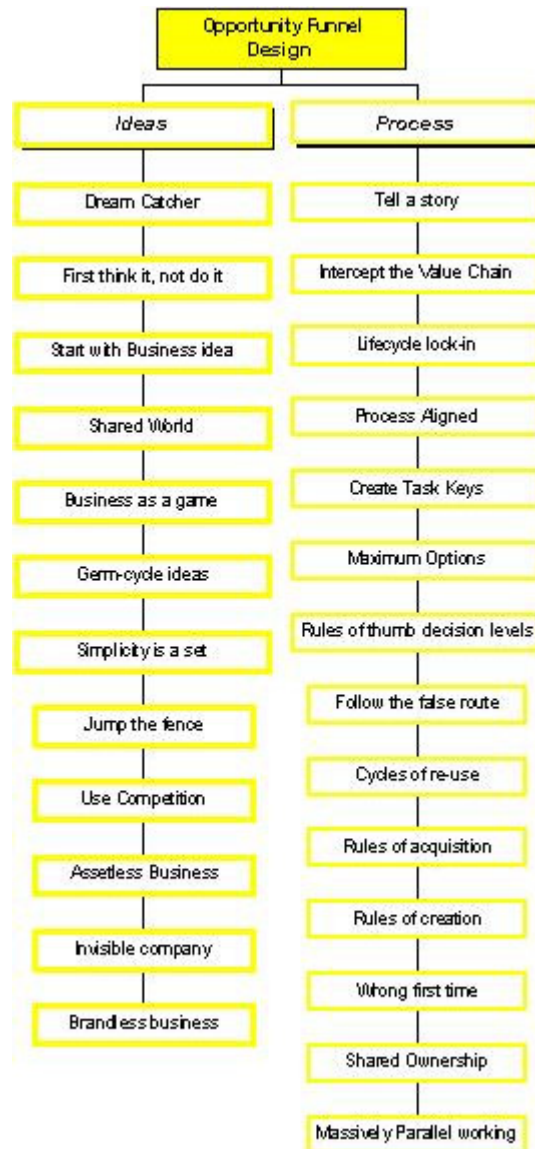 Opportunity Funnel
Design
Ideas
Dream Catcher
First think it, not do it
Start with Business idea
Shared World
Business as a game
Germ-cycle ideas
Simplicity is a set
Jump the fence
Use Competition
Assetless Business
Invisible company
Brandless business
Process
Tell a story
Intercept the Value Chain
Lifecycle lock-in
Process Aligned
Create Task Keys
Maximum Options
Rules of thumb decision levels
Follow the false route
Cycles of re-use
Rules of acquisition
Rules of creation
Wrong first time
Shared Ownership
Massively Parallel working